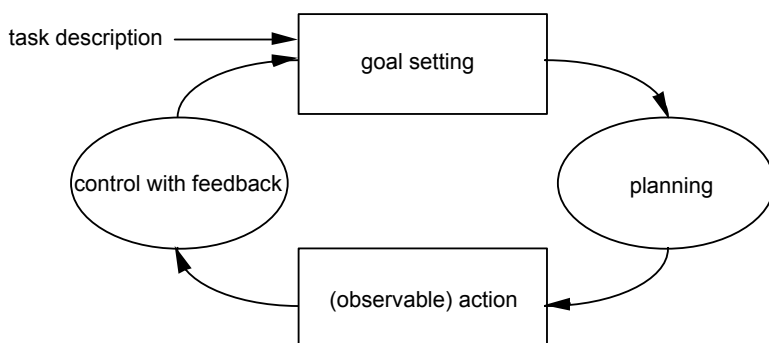 task description
goal setting
control with feedback
planning
(observable) action